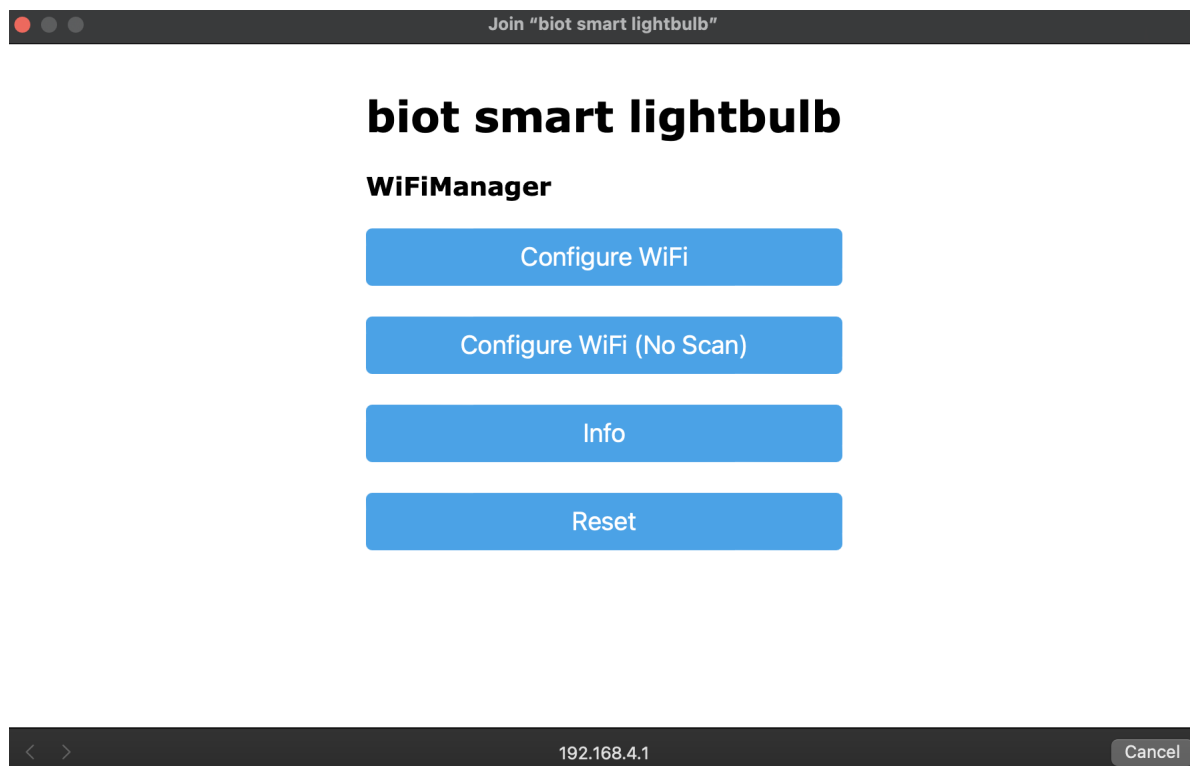 Join “biot smart lightbulb”
biot smart lightbulb
WiFiManager
Configure WiFi
Configure WiFi (No Scan)
Info
Reset
192.168.4.1
Cancel